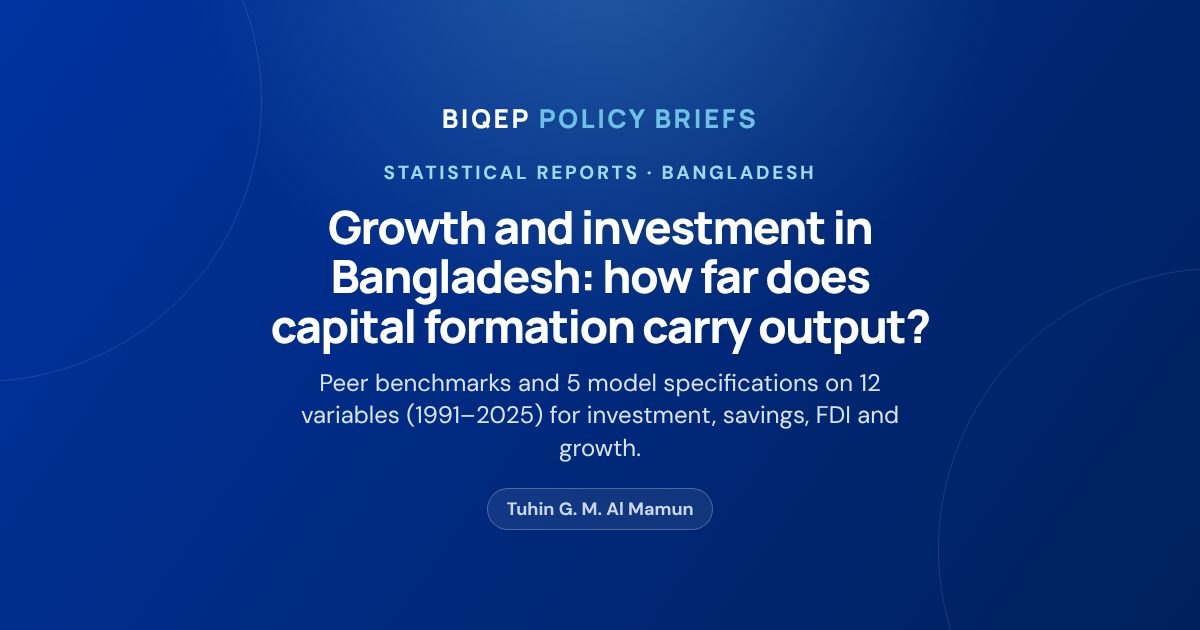 BIQEP POLICY BRIEFS
STATISTICAL REPORTS · BANGLADESH
Growth and investment in
Bangladesh: how far does
capital formation carry output?
Peer benchmarks and 5 model specifications on 12
variables (1991–2025) for investment, savings, FDI and
growth.
Tuhin G. M. Al Mamun